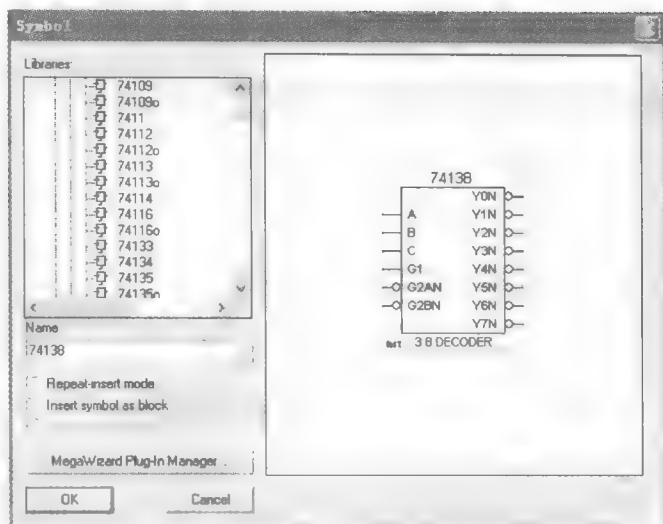 Symbol
Libraries:
74109
74109o
7411
74112
74112o
74113
74113o
74114
74116
74116o
74133
74134
74135
74135o
Name
74138
Repeat-insert mode
Insert symbol as block
MegaWizard Plug-In Manager...
OK
Cancel
74138
A
B
C
G1
G2AN
G2BN
Y0N
Y1N
Y2N
Y3N
Y4N
Y5N
Y6N
Y7N
inst
3:8 DECODER